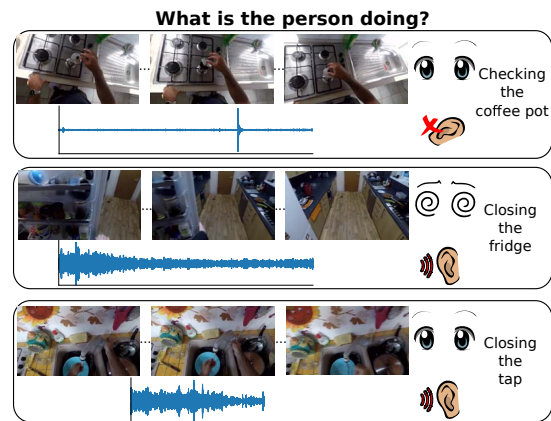 What is the person doing?
Checking
the
coffee pot
Closing
the
fridge
Closing
the
tap